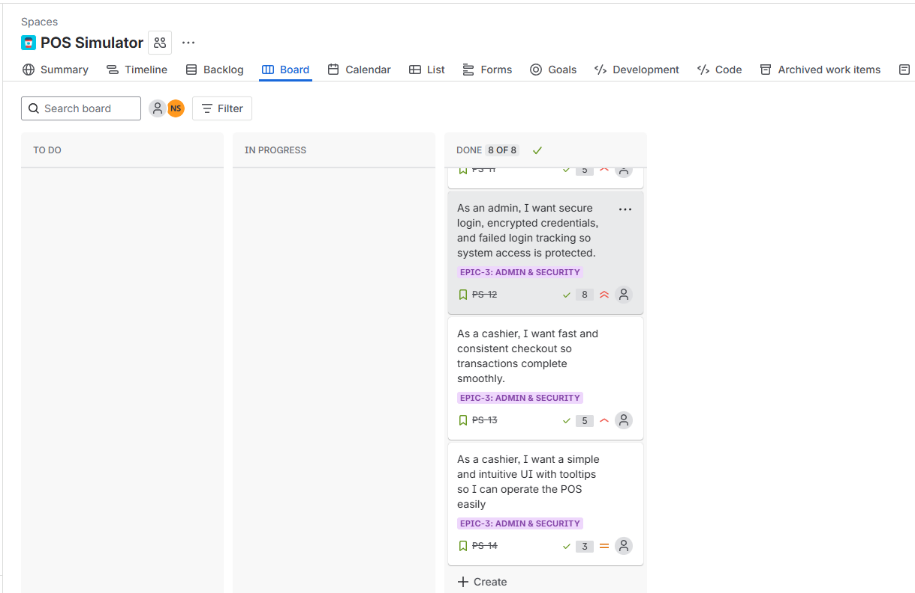 Spaces
POS Simulator
Summary Timeline Backlog Board Calendar List Forms Goals Development Code Archived work items
Search board NS Filter
TO DO
IN PROGRESS
DONE 8 OF 8
PS-11 5
As an admin, I want secure
login, encrypted credentials,
and failed login tracking so
system access is protected.
EPIC-3: ADMIN & SECURITY
PS-12 8
As a cashier, I want fast and
consistent checkout so
transactions complete
smoothly.
EPIC-3: ADMIN & SECURITY
PS-13 5
As a cashier, I want a simple
and intuitive UI with tooltips
so I can operate the POS
easily
EPIC-3: ADMIN & SECURITY
PS-14 3
Create